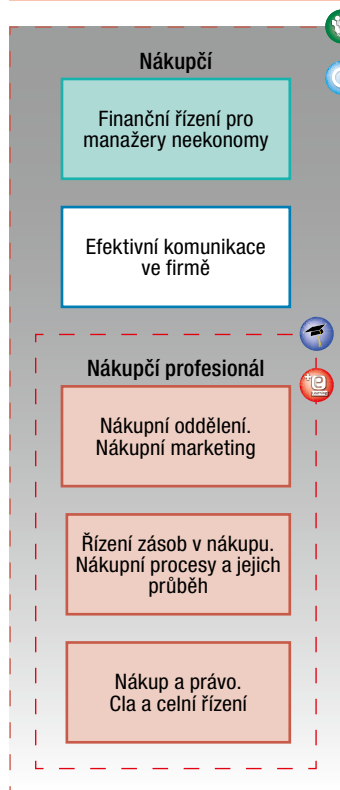 Nákupčí
Finanční řízení pro
manažery neekonomy
Efektivní komunikace
ve firmě
Nákupčí profesionál
+e
Learning
Nákupní oddělení.
Nákupní marketing
Řízení zásob v nákupu.
Nákupní procesy a jejich
průběh
Nákup a právo.
Cla a celní řízení